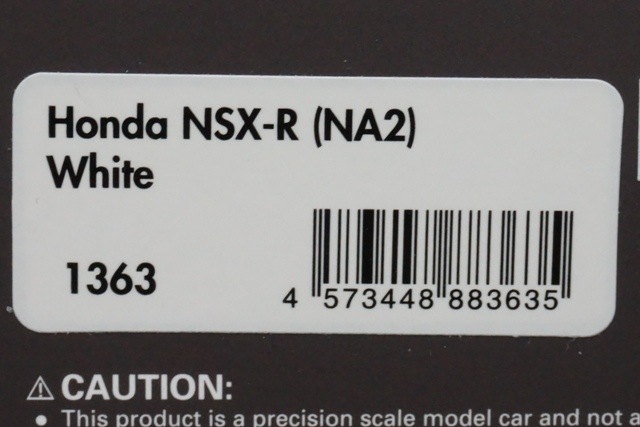 Honda NSX-R (NA2)
White
1363
4 573448 883635
⚠ CAUTION:
• This product is a precision scale model car and not a